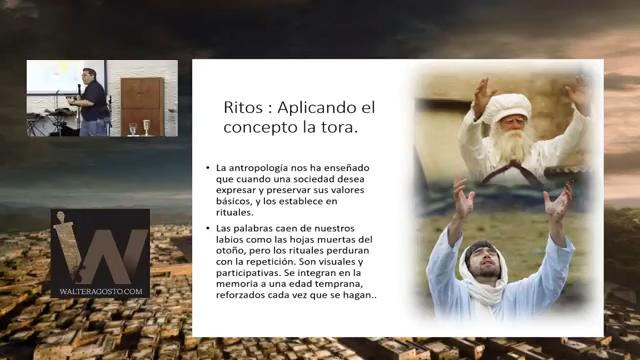 Ritos : Aplicando el
concepto la tora.
• La antropología nos ha enseñado
que cuando una sociedad desea
expresar y preservar sus valores
básicos, y los establece en
rituales.
• Las palabras caen de nuestros
labios como las hojas muertas del
otoño, pero los rituales perduran
con la repetición. Son visuales y
participativas. Se integran en la
memoria a una edad temprana,
reforzados cada vez que se hagan..
W
WALTERAGOSTO.COM